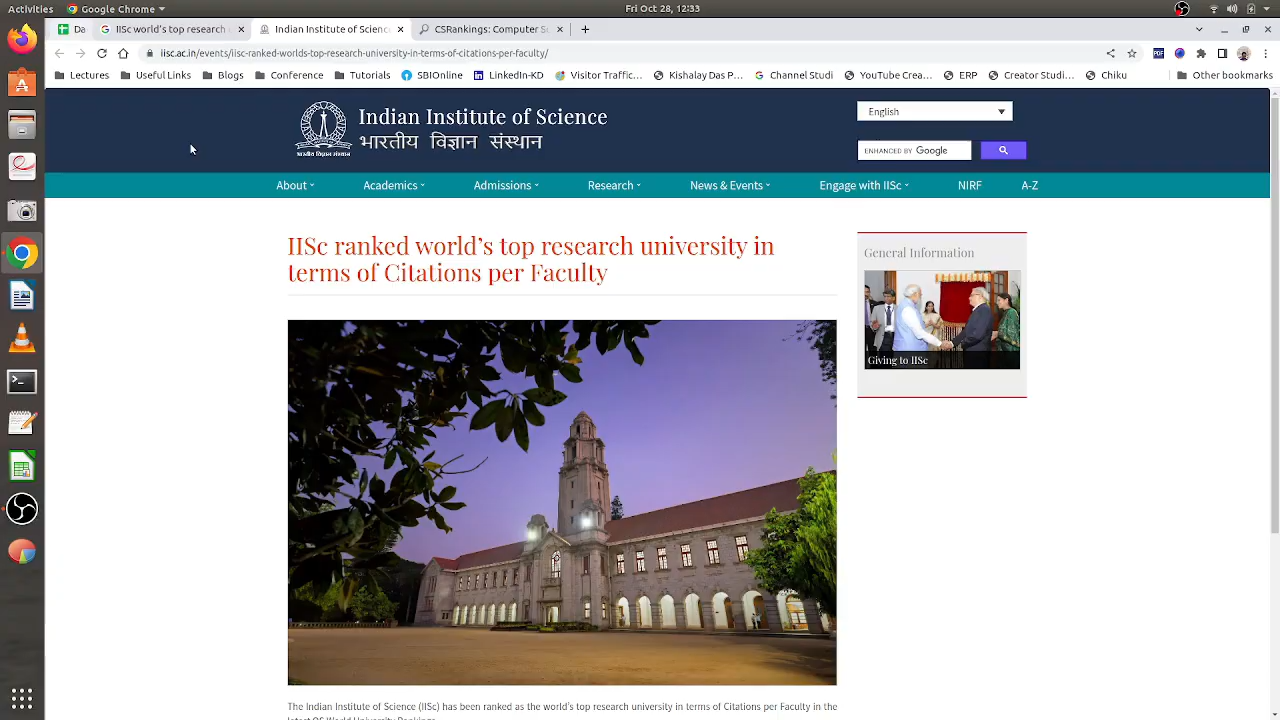 Activities Google Chrome Fri Oct 28, 12:33
Da IISc world's top research Indian Institute of Scienc CSRankings: Computer Sc
iisc.ac.in/events/iisc-ranked-worlds-top-research-university-in-terms-of-citations-per-faculty/
Lectures Useful Links Blogs Conference Tutorials SBIOnline LinkedIn-KD Visitor Traffic... Kishalay Das P... Channel Studi YouTube Crea... ERP Creator Studi... Chiku Other bookmarks
Indian Institute of Science
भारतीय विज्ञान संस्थान
English
ENHANCED BY Google
About Academics Admissions Research News & Events Engage with IISc NIRF A-Z
IISc ranked world's top research university in
terms of Citations per Faculty
General Information
Giving to IISc
The Indian Institute of Science (IISc) has been ranked as the world's top research university in terms of Citations per Faculty in the
latest QS World University Rankings.